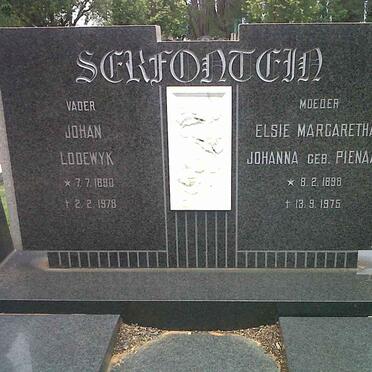 SERFONTEIN
VADER
JOHAN
LODEWYK
★ 7.7.1890
† 2.2.1978
MOEDER
ELSIE MARGARETHA
JOHANNA GEB. PIENAA
★ 8.2.1898
† 13.9.1975